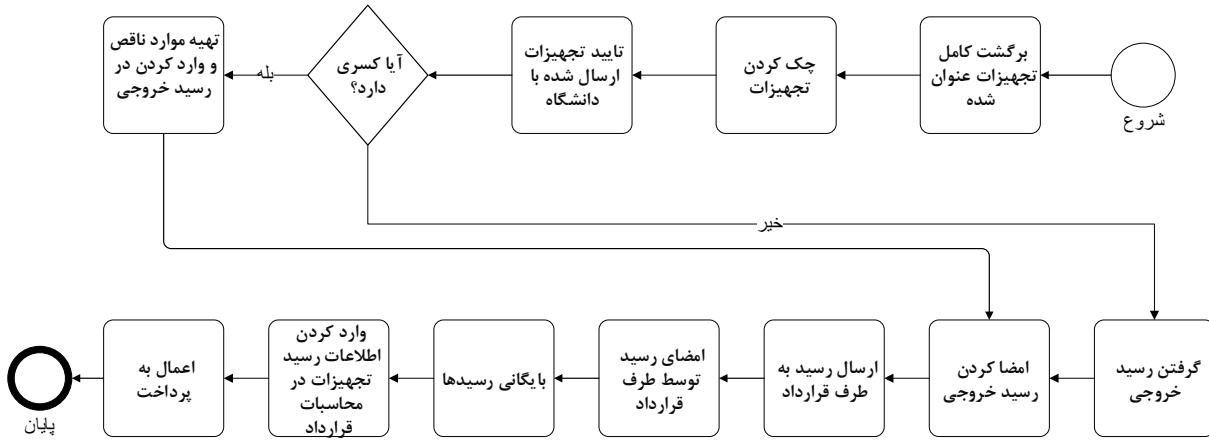 شروع
برگشت کامل
تجهیزات عنوان
شده
چک کردن
تجهیزات
تایید تجهیزات
ارسال شده با
دانشگاه
آیا کسری
دارد؟
بله
تهیه موارد ناقص
و وارد کردن در
رسید خروجی
خیر
گرفتن رسید
خروجی
امضا کردن
رسید خروجی
ارسال رسید به
طرف قرارداد
امضای رسید
توسط طرف
قرارداد
بایگانی رسیدها
وارد کردن
اطلاعات رسید
تجهیزات در
محاسبات
قرارداد
اعمال به
پرداخت
پایان